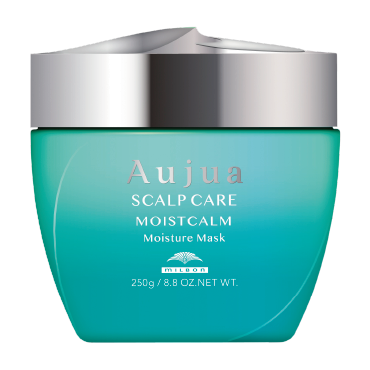 Aujua
SCALP CARE
MOISTCALM
Moisture Mask
MILBON
250g / 8.8 OZ.NET WT.